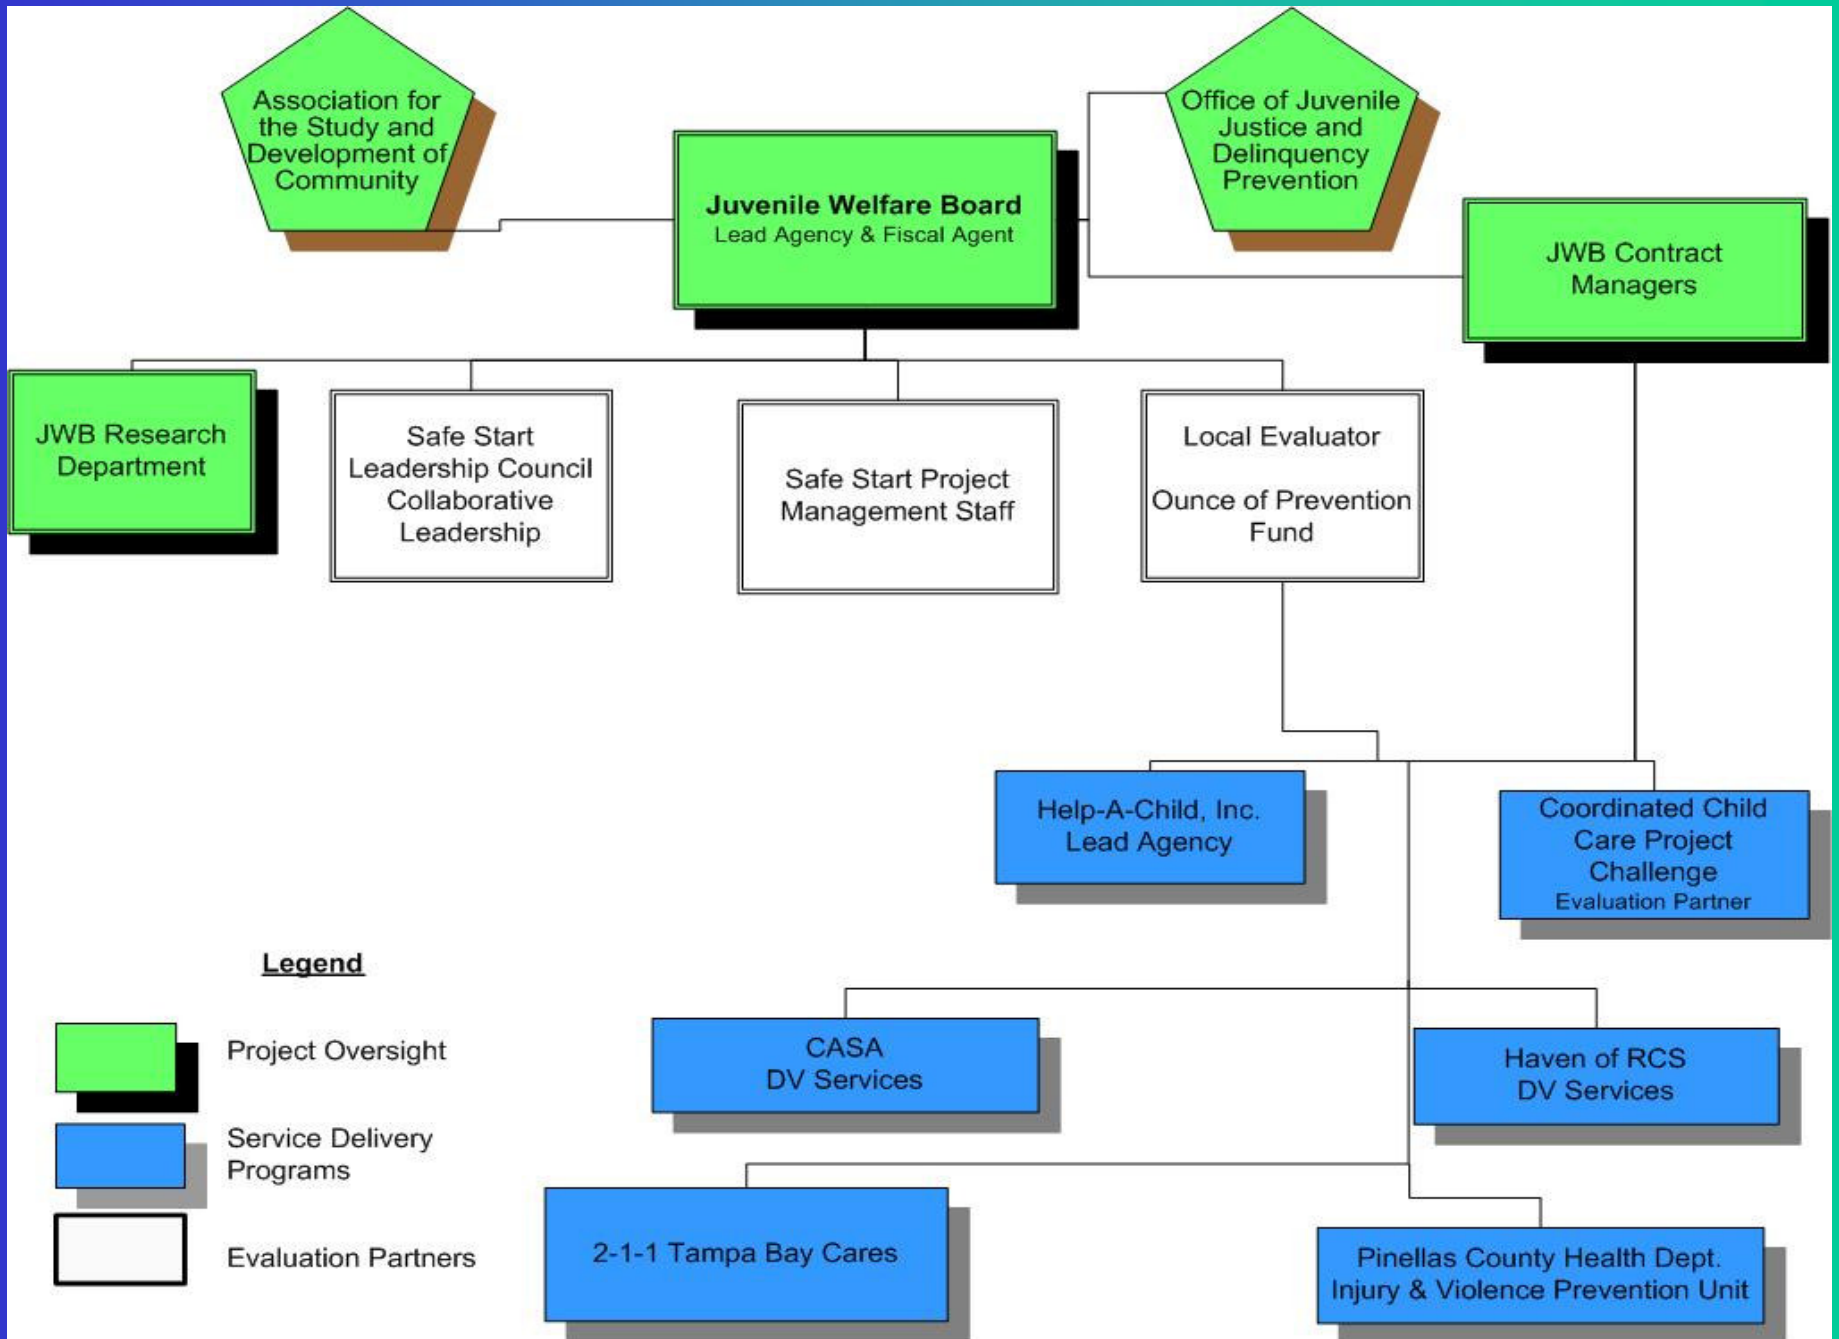 Association for
the Study and
Development of
Community
Office of Juvenile
Justice and
Delinquency
Prevention
Juvenile Welfare Board
Lead Agency & Fiscal Agent
JWB Contract
Managers
JWB Research
Department
Safe Start
Leadership Council
Collaborative
Leadership
Safe Start Project
Management Staff
Local Evaluator
Ounce of Prevention
Fund
Help-A-Child, Inc.
Lead Agency
Coordinated Child
Care Project
Challenge
Evaluation Partner
CASA
DV Services
Haven of RCS
DV Services
2-1-1 Tampa Bay Cares
Pinellas County Health Dept.
Injury & Violence Prevention Unit
Legend
Project Oversight
Service Delivery
Programs
Evaluation Partners